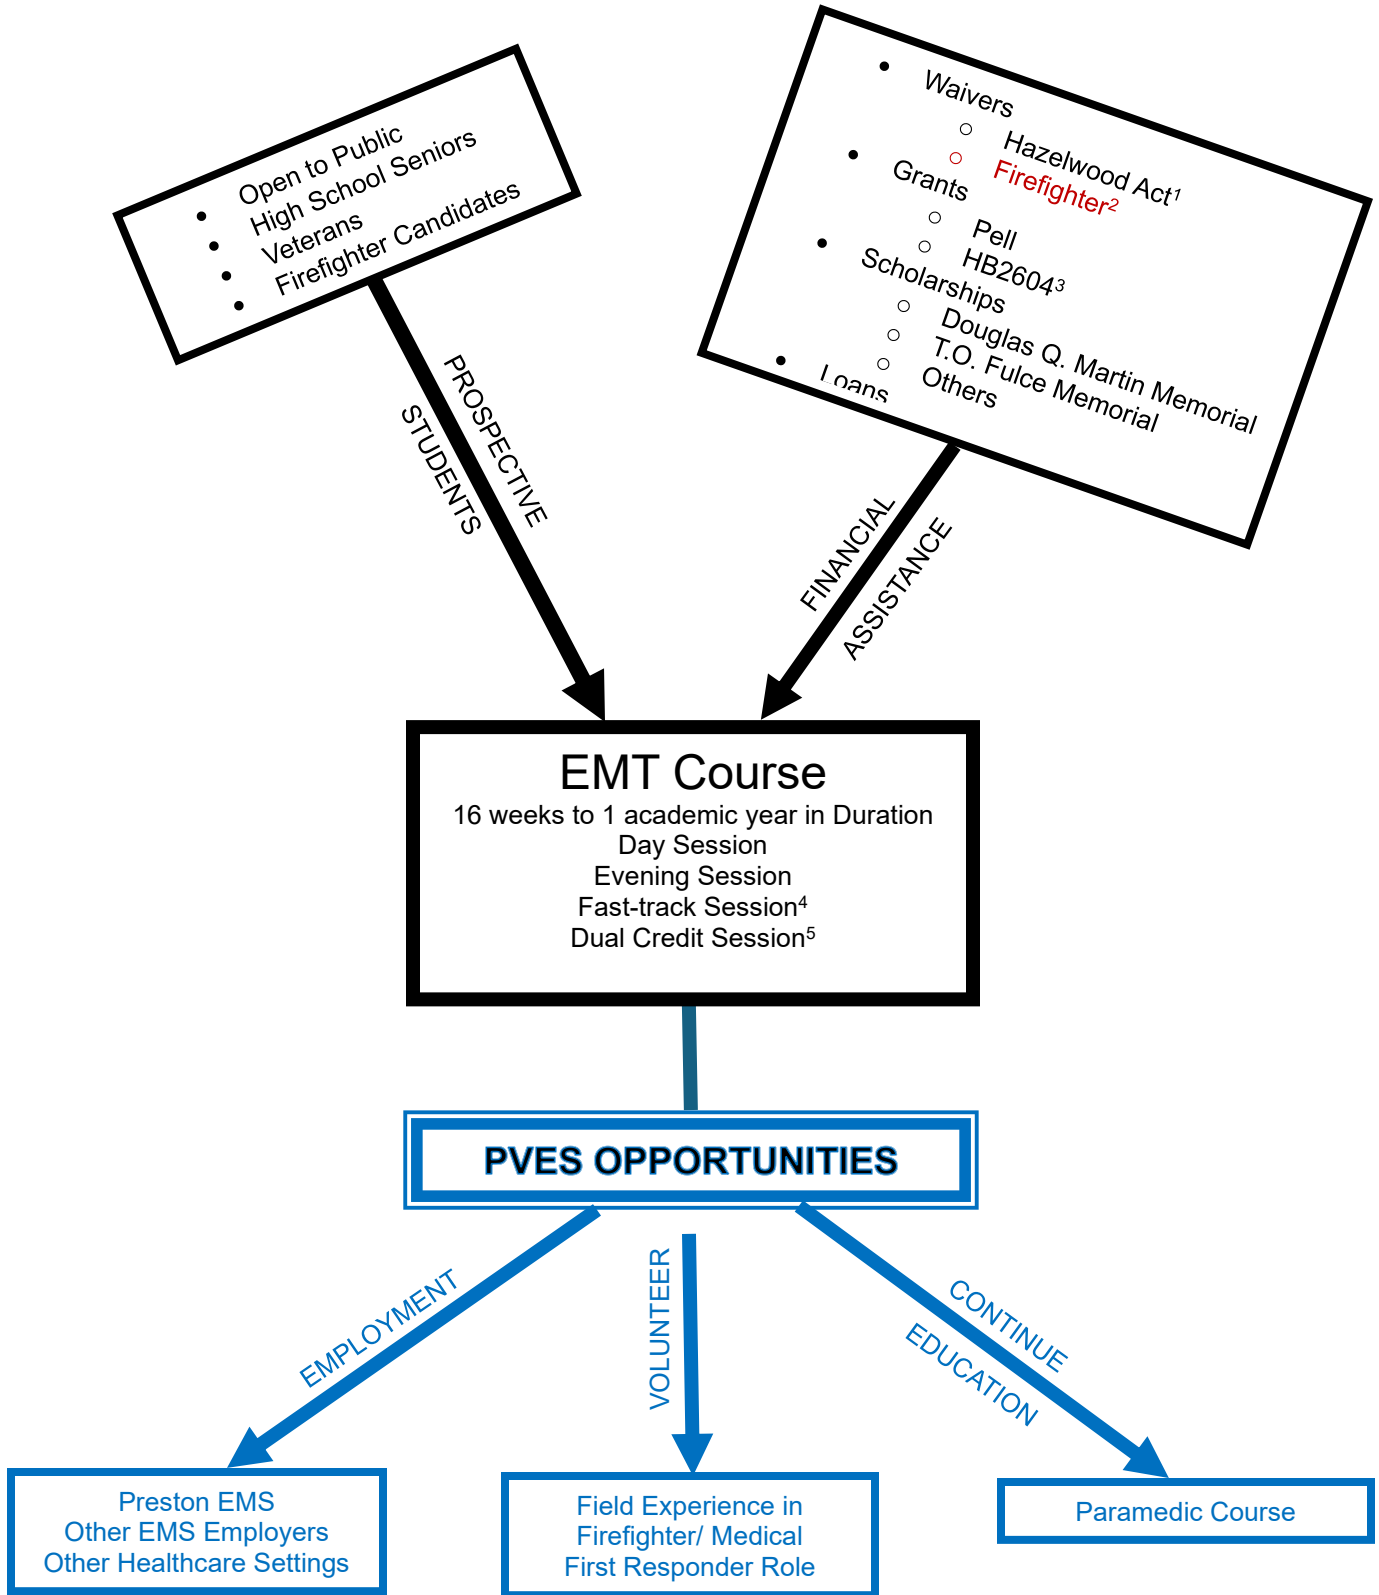 • Open to Public
• High School Seniors
• Veterans
• Firefighter Candidates
• Waivers
○ Hazelwood Act¹
○ Firefighter²
• Grants
○ Pell
○ HB2604³
• Scholarships
○ Douglas Q. Martin Memorial
○ T.O. Fulce Memorial
○ Others
• Loans
PROSPECTIVE
STUDENTS
FINANCIAL
ASSISTANCE
EMT Course
16 weeks to 1 academic year in Duration
Day Session
Evening Session
Fast-track Session⁴
Dual Credit Session⁵
PVES OPPORTUNITIES
EMPLOYMENT
VOLUNTEER
CONTINUE
EDUCATION
Preston EMS
Other EMS Employers
Other Healthcare Settings
Field Experience in
Firefighter/ Medical
First Responder Role
Paramedic Course